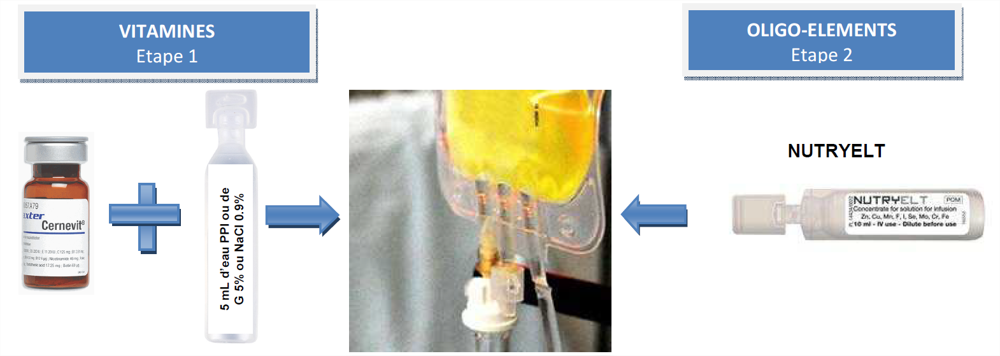 VITAMINES
Etape 1
OLIGO-ELEMENTS
Etape 2
057A79
axter
Cernevit®
5 mL d’eau PPI ou de
G 5% ou NaCl 0.9%
NUTRYELT
NUTRYELT POM
Concentrate for solution for infusion
Zn, Cu, Mn, F, I, Se, Mo, Cr, Fe
10 ml - IV use - Dilute before use